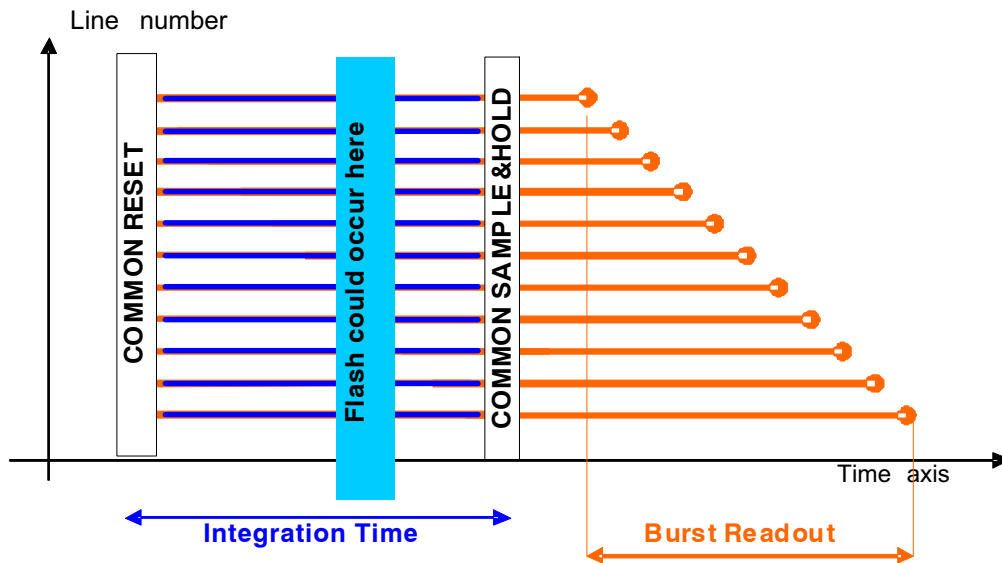 Line number
COMMON RESET
Flash could occur here
COMMON SAMPLE &HOLD
Time axis
Integration Time
Burst Readout